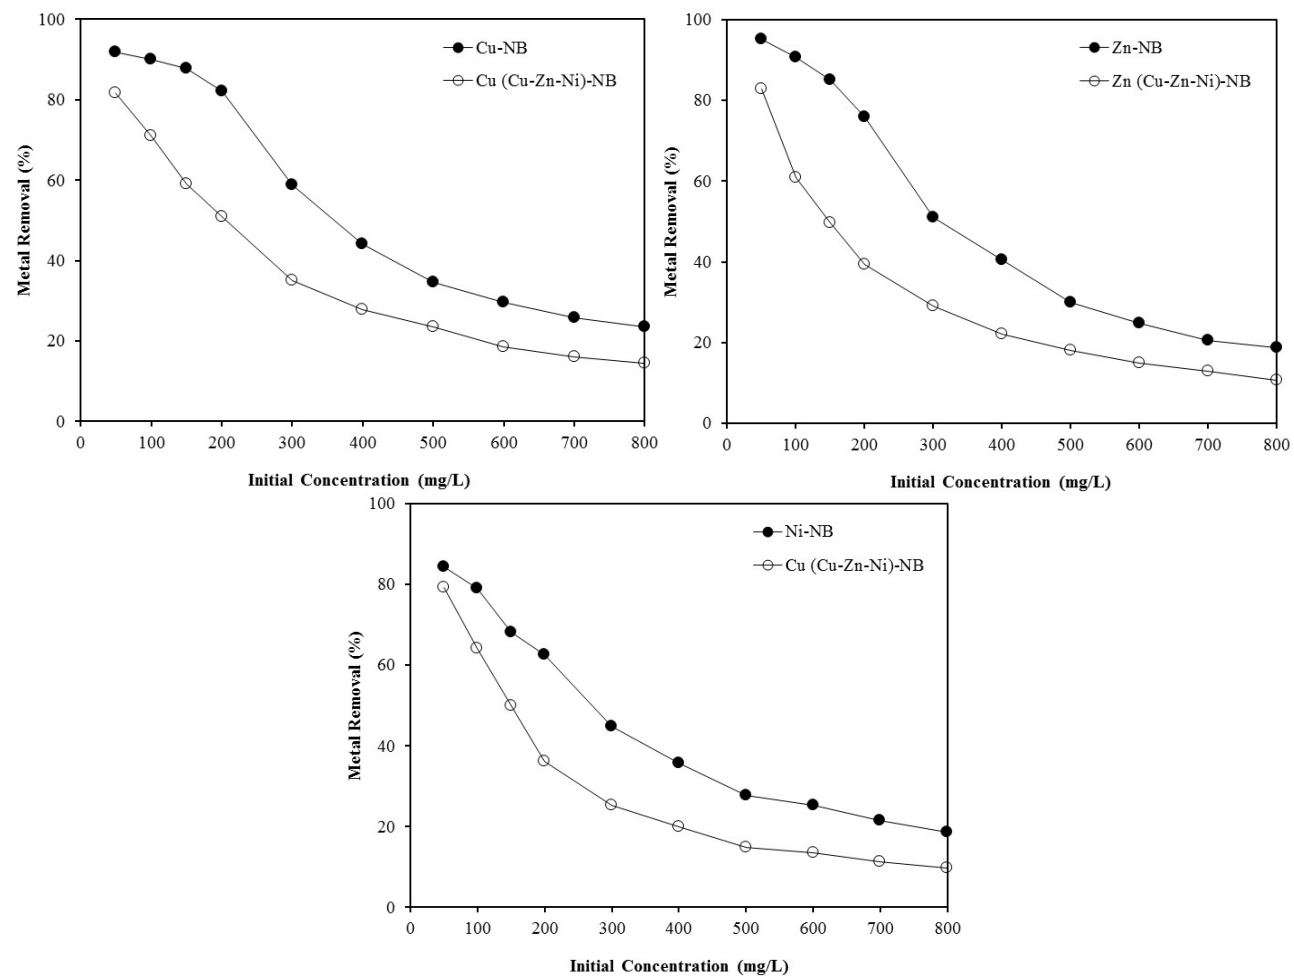 100
80
60
40
20
0
Metal Removal (%)
Cu-NB
Cu (Cu-Zn-Ni)-NB
0 100 200 300 400 500 600 700 800
Initial Concentration (mg/L)
100
80
60
40
20
0
Metal Removal (%)
Zn-NB
Zn (Cu-Zn-Ni)-NB
0 100 200 300 400 500 600 700 800
Initial Concentration (mg/L)
100
80
60
40
20
0
Metal Removal (%)
Ni-NB
Cu (Cu-Zn-Ni)-NB
0 100 200 300 400 500 600 700 800
Initial Concentration (mg/L)